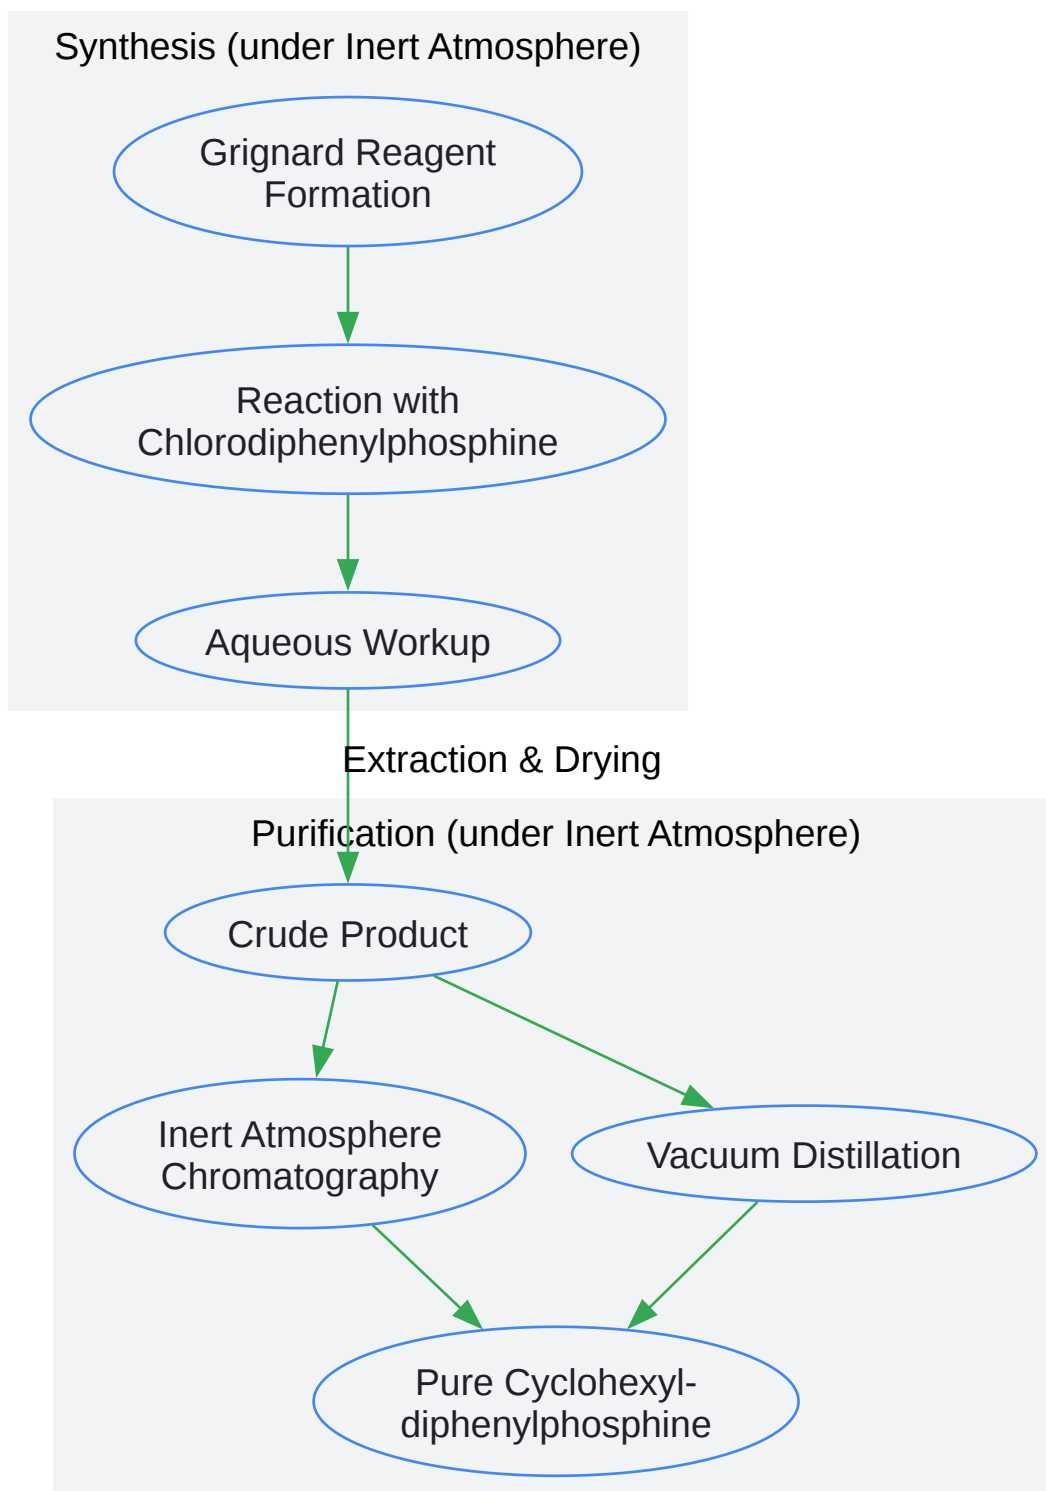 Synthesis (under Inert Atmosphere)
Grignard Reagent
Formation
Reaction with
Chlorodiphenylphosphine
Aqueous Workup
Extraction & Drying
Purification (under Inert Atmosphere)
Crude Product
Inert Atmosphere
Chromatography
Vacuum Distillation
Pure Cyclohexyl-
diphenylphosphine